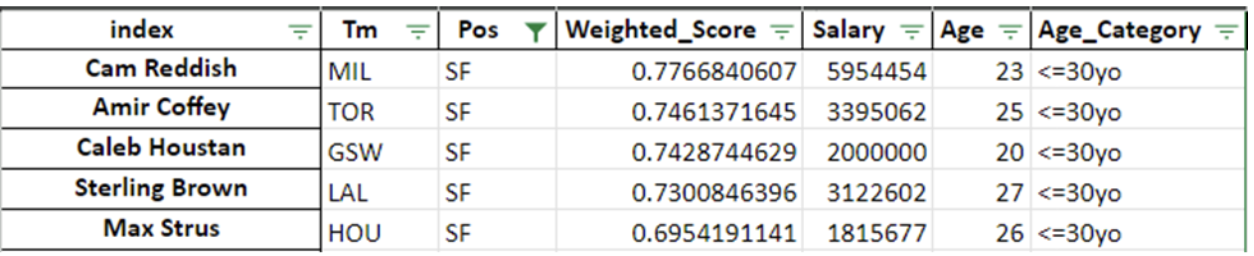 index Tm Pos Weighted_Score Salary Age Age_Category
Cam Reddish MIL SF 0.7766840607 5954454 23 <=30yo
Amir Coffey TOR SF 0.7461371645 3395062 25 <=30yo
Caleb Houstan GSW SF 0.7428744629 2000000 20 <=30yo
Sterling Brown LAL SF 0.7300846396 3122602 27 <=30yo
Max Strus HOU SF 0.6954191141 1815677 26 <=30yo